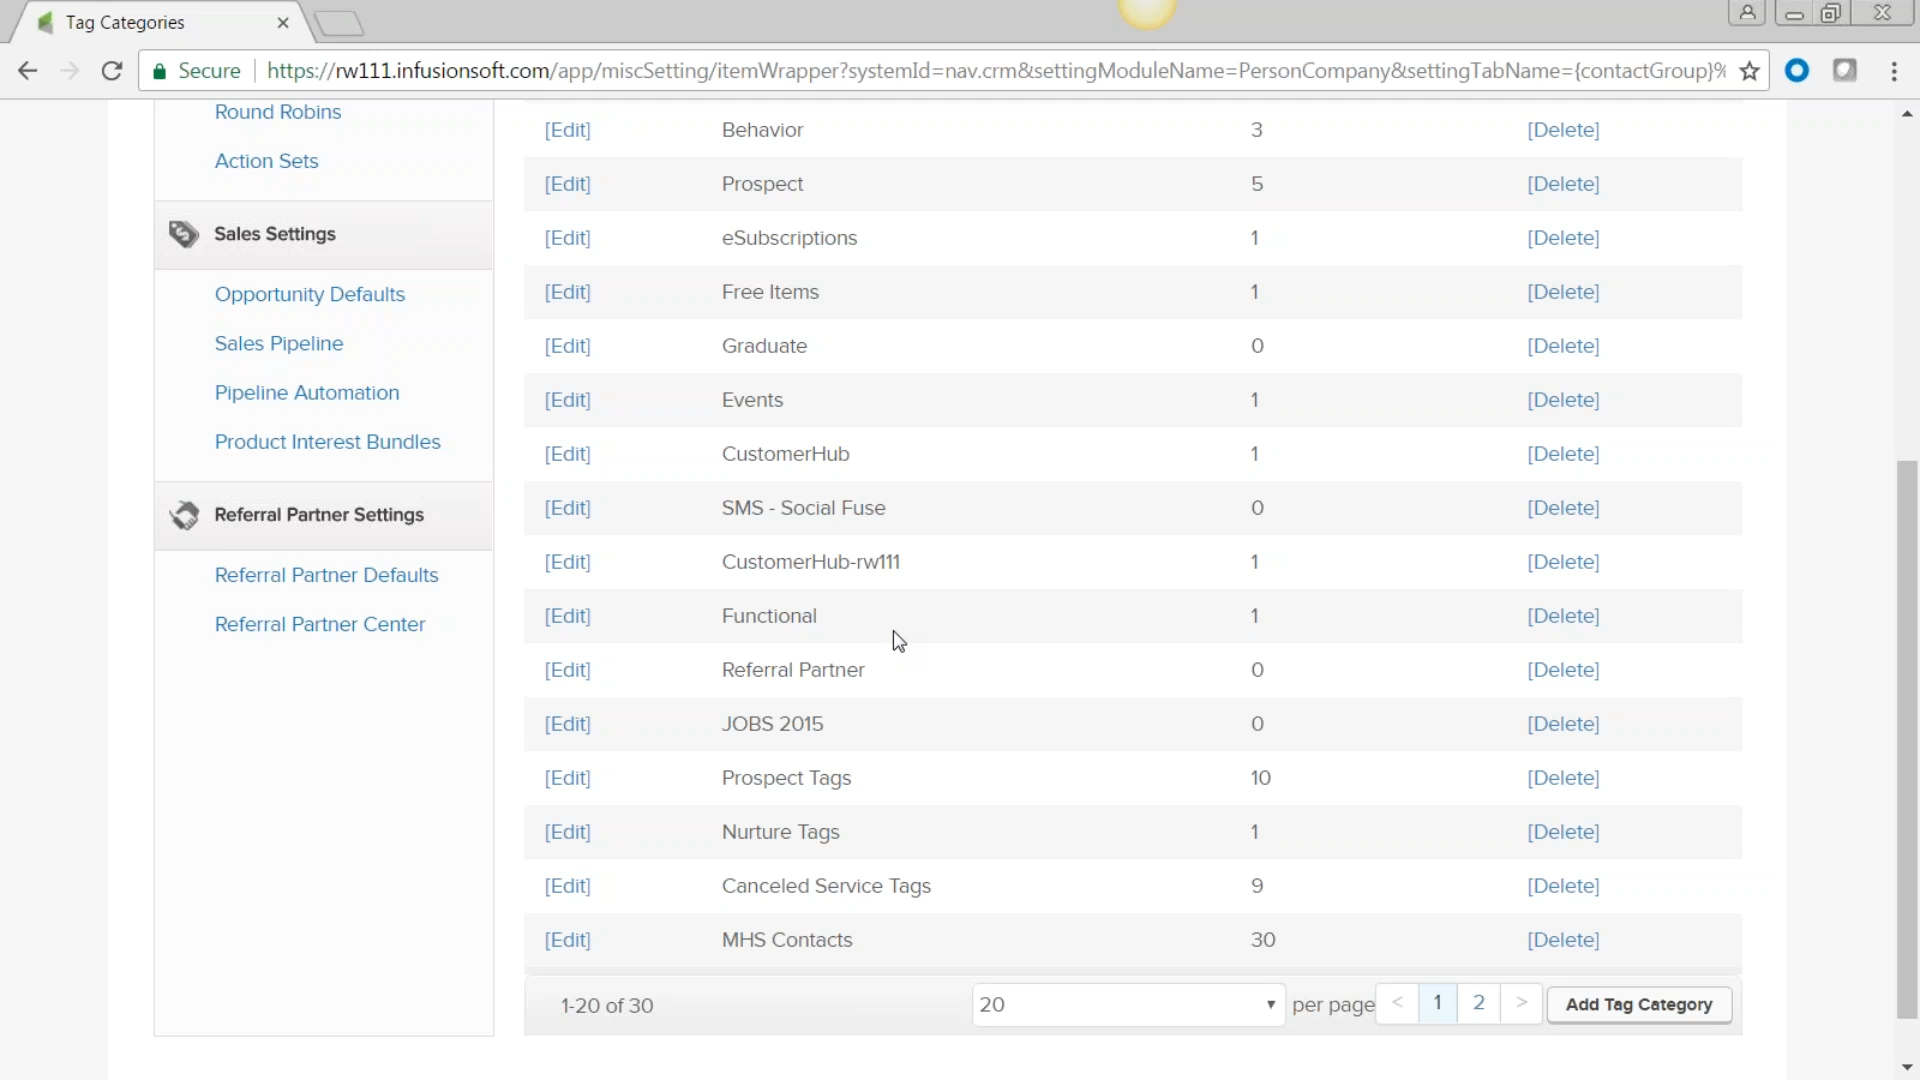 Tag Categories
Secure https://rw111.infusionsoft.com/app/miscSetting/itemWrapper?systemId=nav.crm&settingModuleName=PersonCompany&settingTabName={contactGroup}%
Round Robins
Action Sets
Sales Settings
Opportunity Defaults
Sales Pipeline
Pipeline Automation
Product Interest Bundles
Referral Partner Settings
Referral Partner Defaults
Referral Partner Center
[Edit] Behavior 3 [Delete]
[Edit] Prospect 5 [Delete]
[Edit] eSubscriptions 1 [Delete]
[Edit] Free Items 1 [Delete]
[Edit] Graduate 0 [Delete]
[Edit] Events 1 [Delete]
[Edit] CustomerHub 1 [Delete]
[Edit] SMS - Social Fuse 0 [Delete]
[Edit] CustomerHub-rw111 1 [Delete]
[Edit] Functional 1 [Delete]
[Edit] Referral Partner 0 [Delete]
[Edit] JOBS 2015 0 [Delete]
[Edit] Prospect Tags 10 [Delete]
[Edit] Nurture Tags 1 [Delete]
[Edit] Canceled Service Tags 9 [Delete]
[Edit] MHS Contacts 30 [Delete]
1-20 of 30 20 per page < 1 2 > Add Tag Category